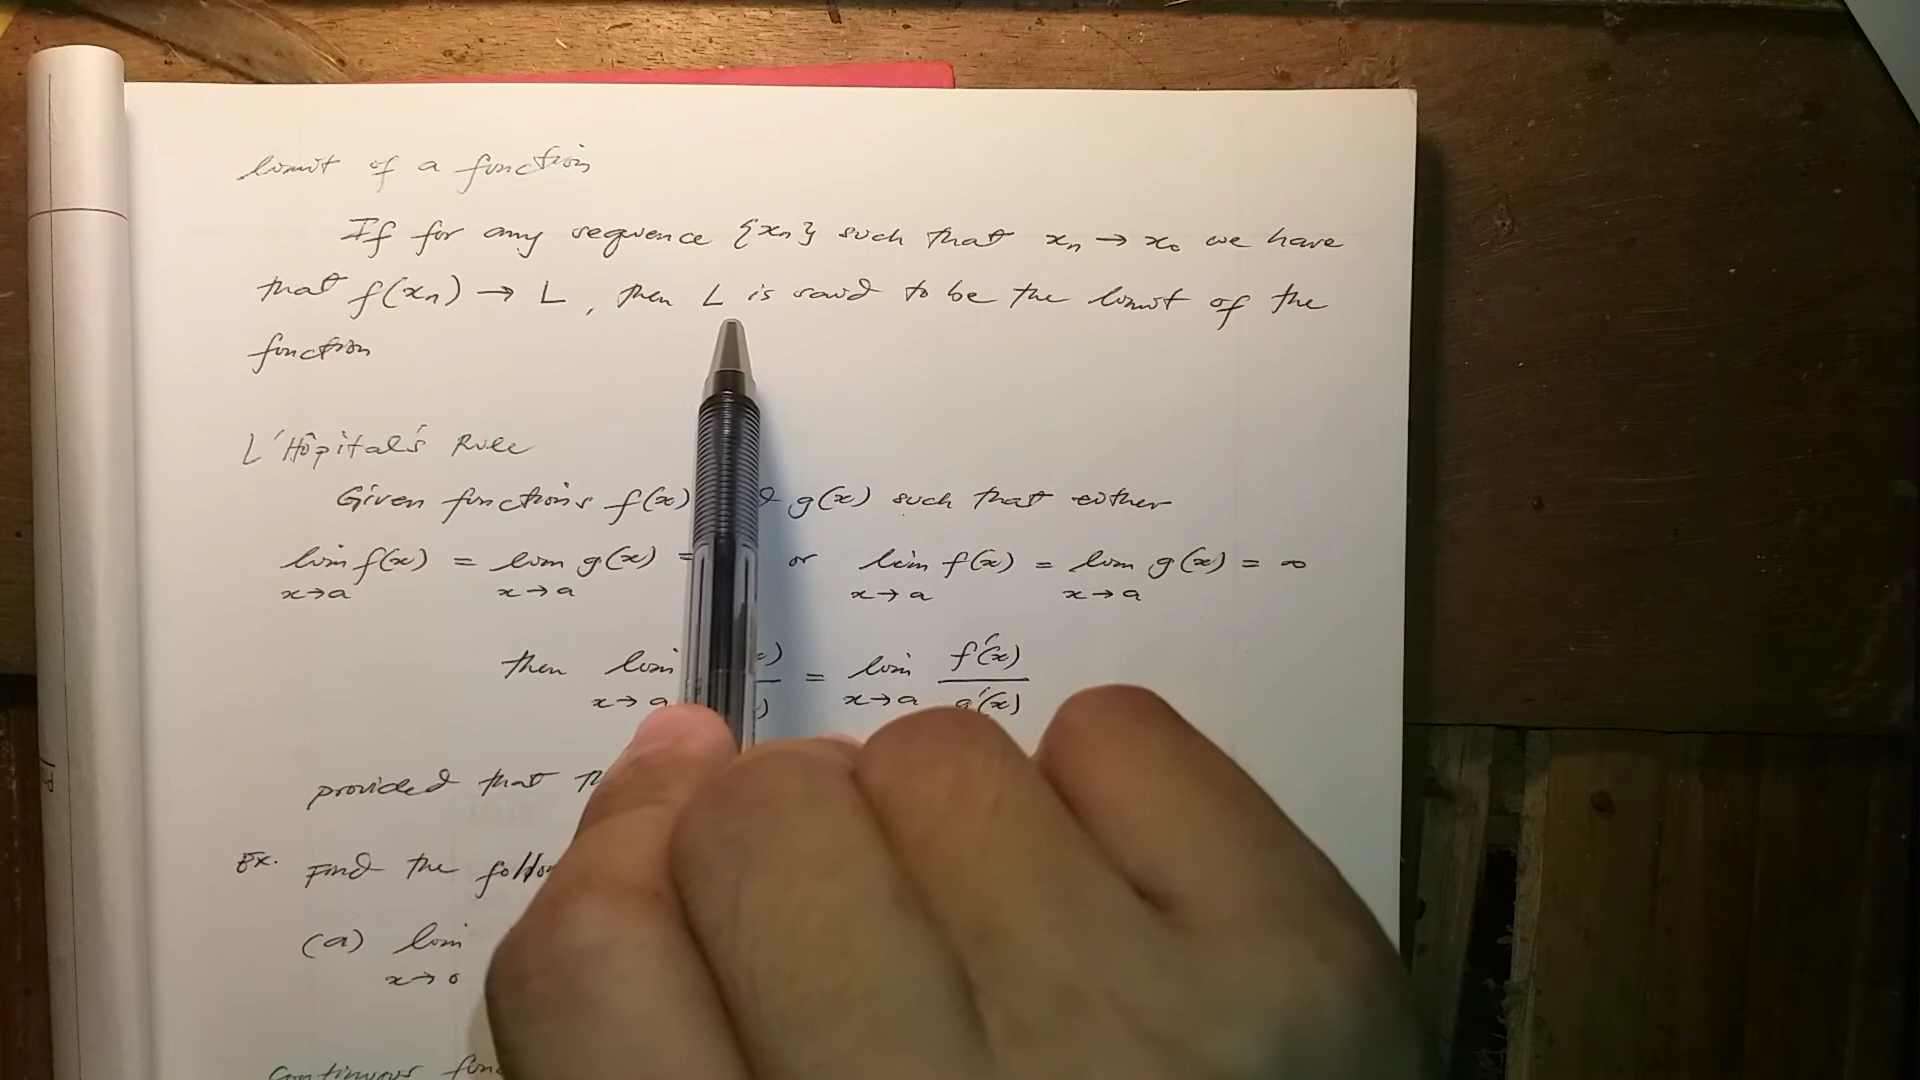 limit of a function
If for any sequence {xₙ} such that xₙ → x₀ we have
that f(xₙ) → L, then L is said to be the limit of the
function
L'Hôpital's Rule
Given functions f(x) g(x) such that either
lim f(x) = lim g(x) = or lim f(x) = lim g(x) = ∞
x→a x→a x→a x→a
then lim = lim f'(x)
x→a x→a g'(x)
provided that
Ex. Find the
(a) lim
x→0
Continuous